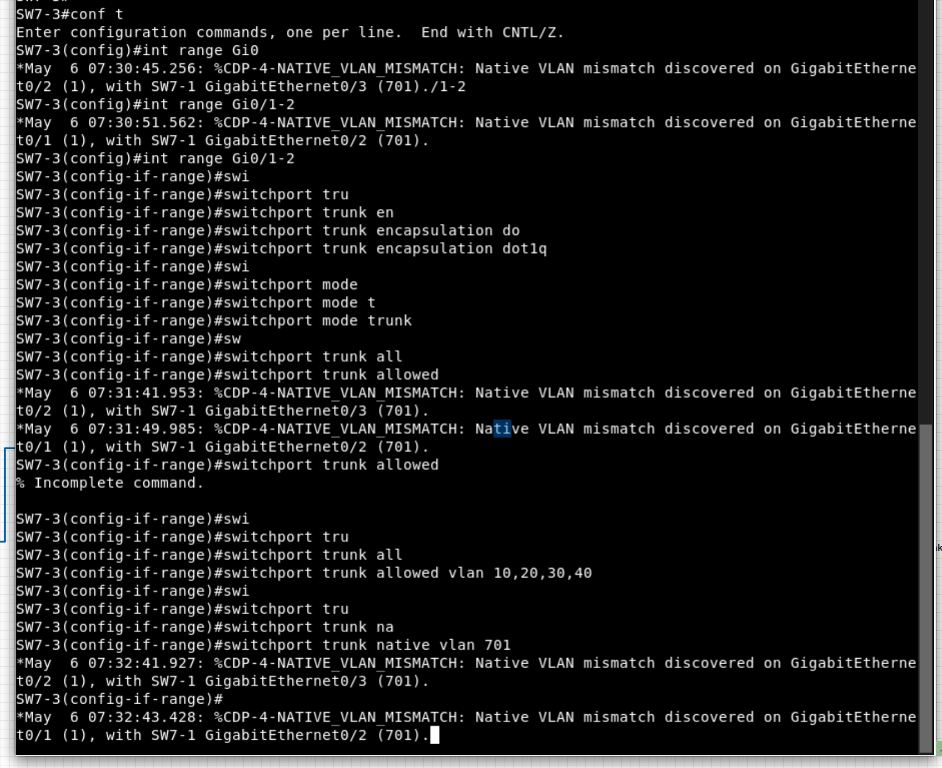 SW7-3#conf t
Enter configuration commands, one per line.  End with CNTL/Z.
SW7-3(config)#int range Gi0
*May  6 07:30:45.256: %CDP-4-NATIVE_VLAN_MISMATCH: Native VLAN mismatch discovered on GigabitEtherne
t0/2 (1), with SW7-1 GigabitEthernet0/3 (701)./1-2
SW7-3(config)#int range Gi0/1-2
*May  6 07:30:51.562: %CDP-4-NATIVE_VLAN_MISMATCH: Native VLAN mismatch discovered on GigabitEtherne
t0/1 (1), with SW7-1 GigabitEthernet0/2 (701).
SW7-3(config)#int range Gi0/1-2
SW7-3(config-if-range)#swi
SW7-3(config-if-range)#switchport tru
SW7-3(config-if-range)#switchport trunk en
SW7-3(config-if-range)#switchport trunk encapsulation do
SW7-3(config-if-range)#switchport trunk encapsulation dot1q
SW7-3(config-if-range)#swi
SW7-3(config-if-range)#switchport mode
SW7-3(config-if-range)#switchport mode t
SW7-3(config-if-range)#switchport mode trunk
SW7-3(config-if-range)#sw
SW7-3(config-if-range)#switchport trunk all
SW7-3(config-if-range)#switchport trunk allowed
*May  6 07:31:41.953: %CDP-4-NATIVE_VLAN_MISMATCH: Native VLAN mismatch discovered on GigabitEtherne
t0/2 (1), with SW7-1 GigabitEthernet0/3 (701).
*May  6 07:31:49.985: %CDP-4-NATIVE_VLAN_MISMATCH: Native VLAN mismatch discovered on GigabitEtherne
t0/1 (1), with SW7-1 GigabitEthernet0/2 (701).
SW7-3(config-if-range)#switchport trunk allowed
% Incomplete command.
SW7-3(config-if-range)#swi
SW7-3(config-if-range)#switchport tru
SW7-3(config-if-range)#switchport trunk all
SW7-3(config-if-range)#switchport trunk allowed vlan 10,20,30,40
SW7-3(config-if-range)#swi
SW7-3(config-if-range)#switchport tru
SW7-3(config-if-range)#switchport trunk na
SW7-3(config-if-range)#switchport trunk native vlan 701
*May  6 07:32:41.927: %CDP-4-NATIVE_VLAN_MISMATCH: Native VLAN mismatch discovered on GigabitEtherne
t0/2 (1), with SW7-1 GigabitEthernet0/3 (701).
SW7-3(config-if-range)#
*May  6 07:32:43.428: %CDP-4-NATIVE_VLAN_MISMATCH: Native VLAN mismatch discovered on GigabitEtherne
t0/1 (1), with SW7-1 GigabitEthernet0/2 (701).